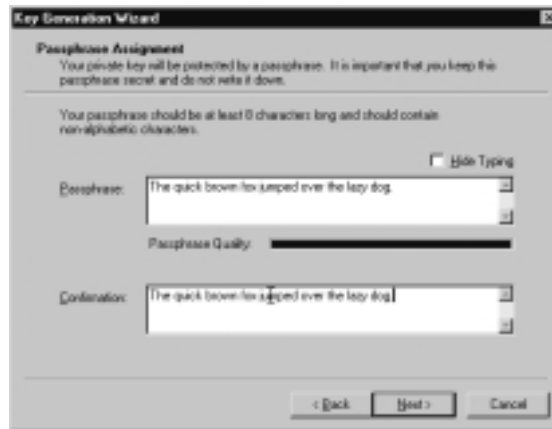 Key Generation Wizard
Passphrase Assignment
Your private key will be protected by a passphrase. It is important that you keep this
passphrase secret and do not write it down.
Your passphrase should be at least 8 characters long and should contain
non-alphabetic characters.
Hide Typing
Passphrase: The quick brown fox jumped over the lazy dog.
Passphrase Quality:
Confirmation: The quick brown fox jumped over the lazy dog.
< Back Next > Cancel